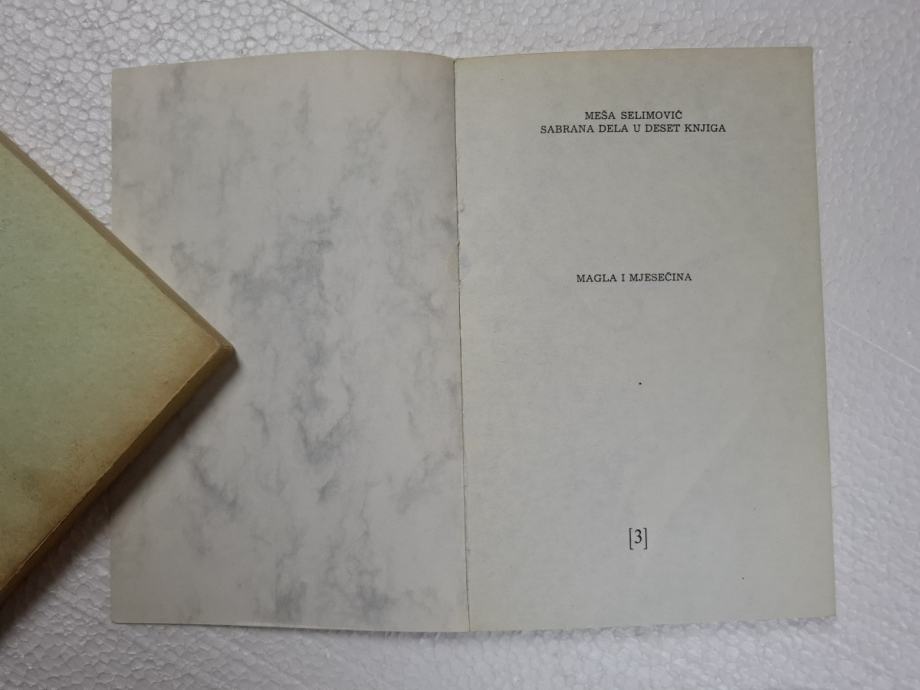 MEŠA SELIMOVIĆ
SABRANA DELA U DESET KNJIGA
MAGLA I MJESEČINA
[3]